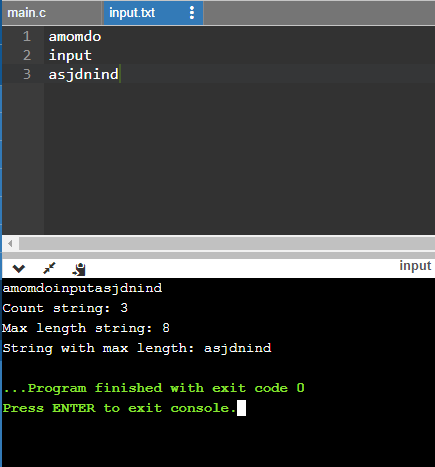 main.c input.txt
1 amomdo
2 input
3 asjdnind
input
amomdoinputasjdnind
Count string: 3
Max length string: 8
String with max length: asjdnind
...Program finished with exit code 0
Press ENTER to exit console.